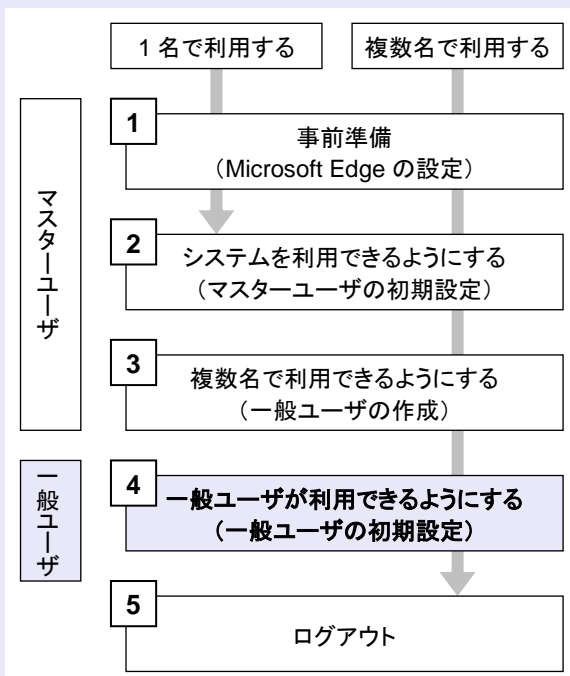 1 名で利用する
複数名で利用する
マスターユーザ
1
事前準備
（Microsoft Edge の設定）
2
システムを利用できるようにする
（マスターユーザの初期設定）
3
複数名で利用できるようにする
（一般ユーザの作成）
一般ユーザ
4
一般ユーザが利用できるようにする
（一般ユーザの初期設定）
5
ログアウト